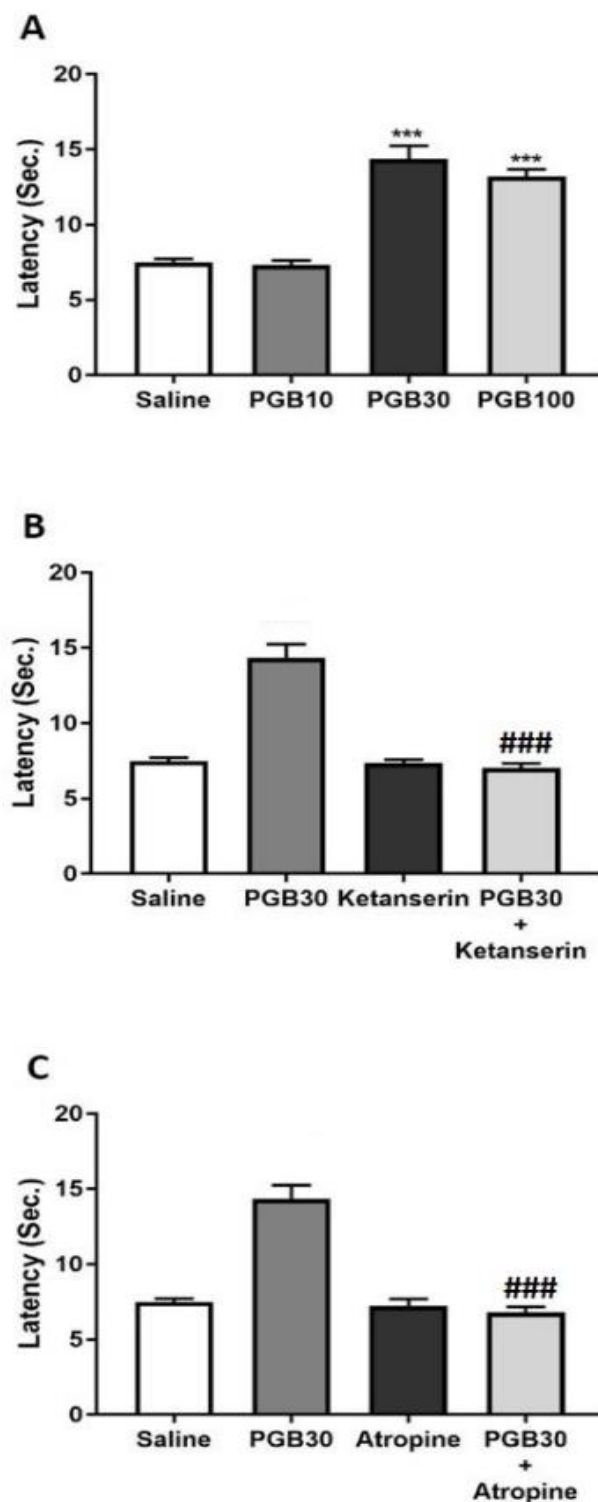 A
Latency (Sec.)
20
15
10
5
0
***
***
Saline PGB10 PGB30 PGB100
B
Latency (Sec.)
20
15
10
5
0
###
Saline PGB30 Ketanserin PGB30
+
Ketanserin
C
Latency (Sec.)
20
15
10
5
0
###
Saline PGB30 Atropine PGB30
+
Atropine